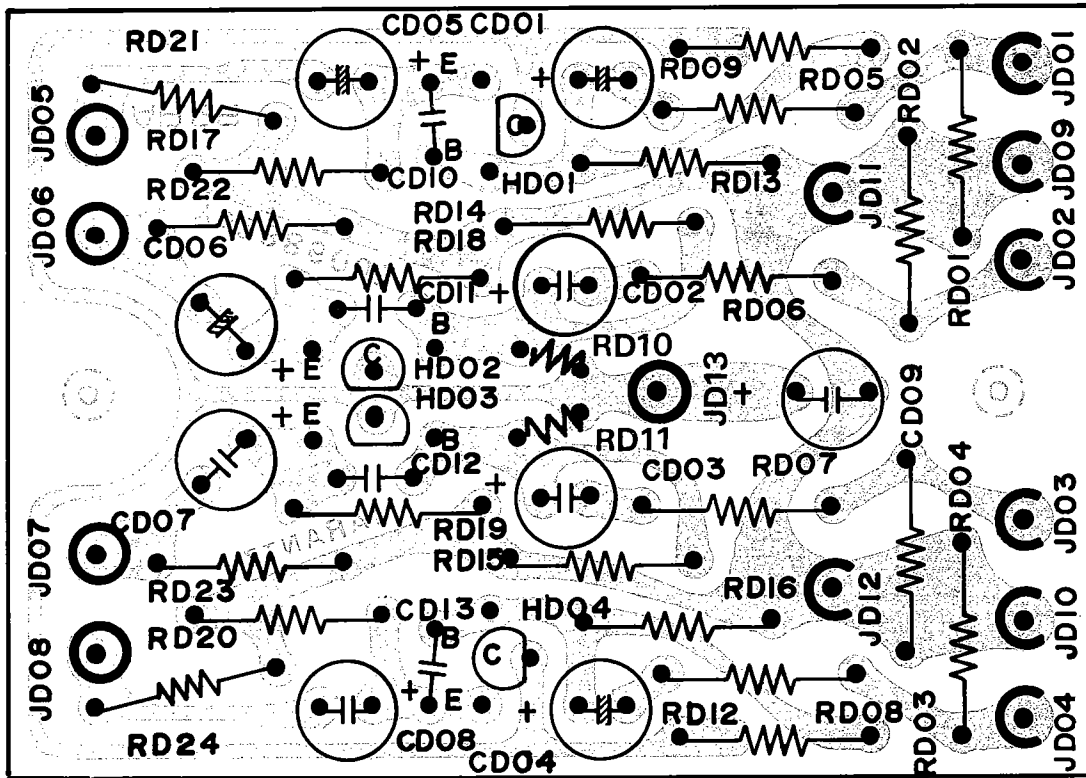 CD05 CD01
RD21
+ E
+
RD09
RD05
RD02
JD01
JD05
RD17
C
B
CD10
HD01
RD13
JD11
JD09
RD22
JD06
CD06
RD14
RD18
JD02
CD11
+
CD02
RD06
RD01
B
+ E
C
HD02
RD10
HD03
JD13
+
CD09
+ E
B
RD11
CD12
CD03
RD07
RD04
+
JD03
CD07
JD07
RD19
RD15
RD23
RD16
JD12
RD20
CD13
HD04
B
JD10
JD08
C
+ E
+
RD12
RD08
RD03
JD04
RD24
CD08
CD04